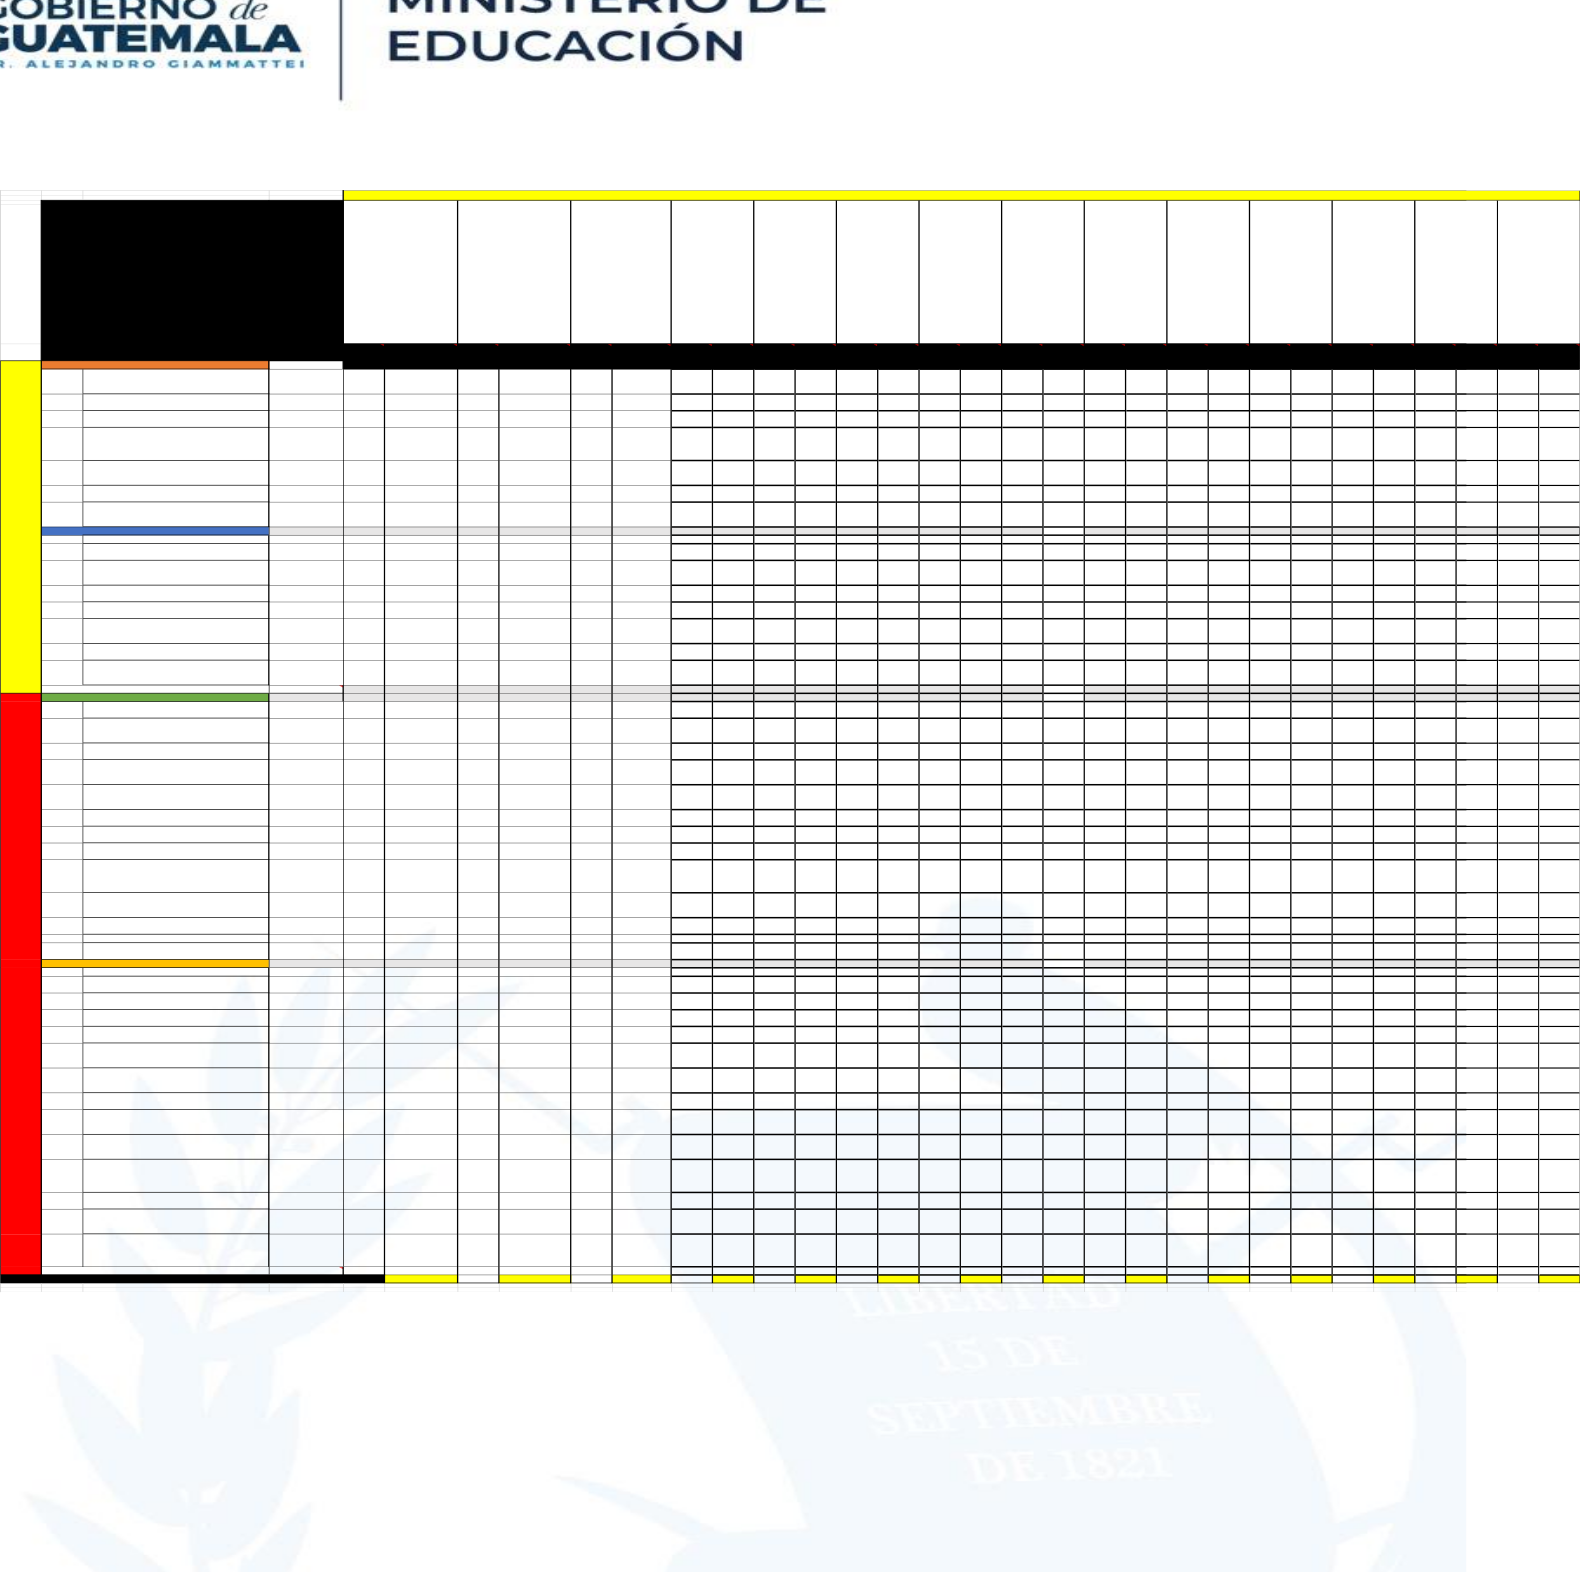 GOBIERNO de
GUATEMALA
R. ALEJANDRO GIAMMATTEI
MINISTERIO DE
EDUCACIÓN
LIBERTAD
15 DE
SEPTIEMBRE
DE 1821